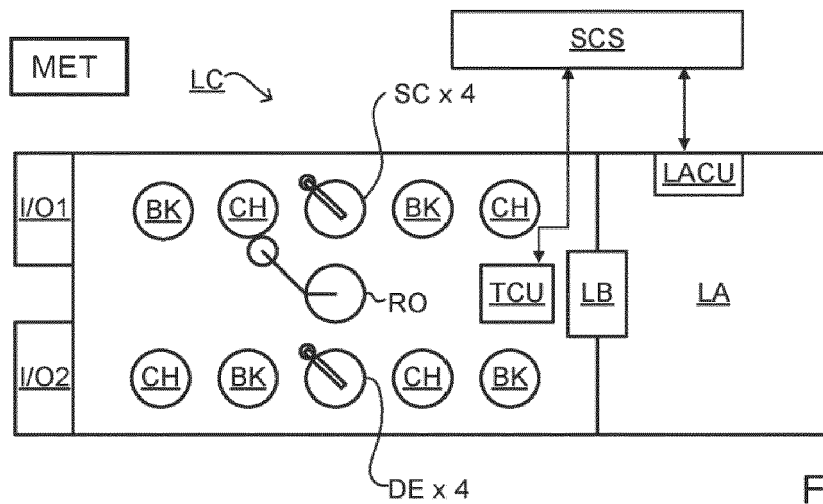 SCS
MET
LC
SC x 4
LACU
I/O1
BK
CH
BK
CH
RO
TCU
LB
LA
I/O2
CH
BK
CH
BK
DE x 4
F